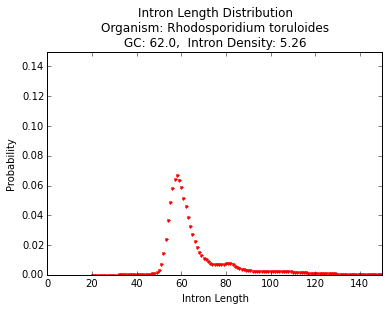 Intron Length Distribution
Organism: Rhodosporidium toruloides
GC: 62.0,  Intron Density: 5.26
0.14
0.12
0.10
0.08
0.06
0.04
0.02
0.00
Probability
0 20 40 60 80 100 120 140
Intron Length